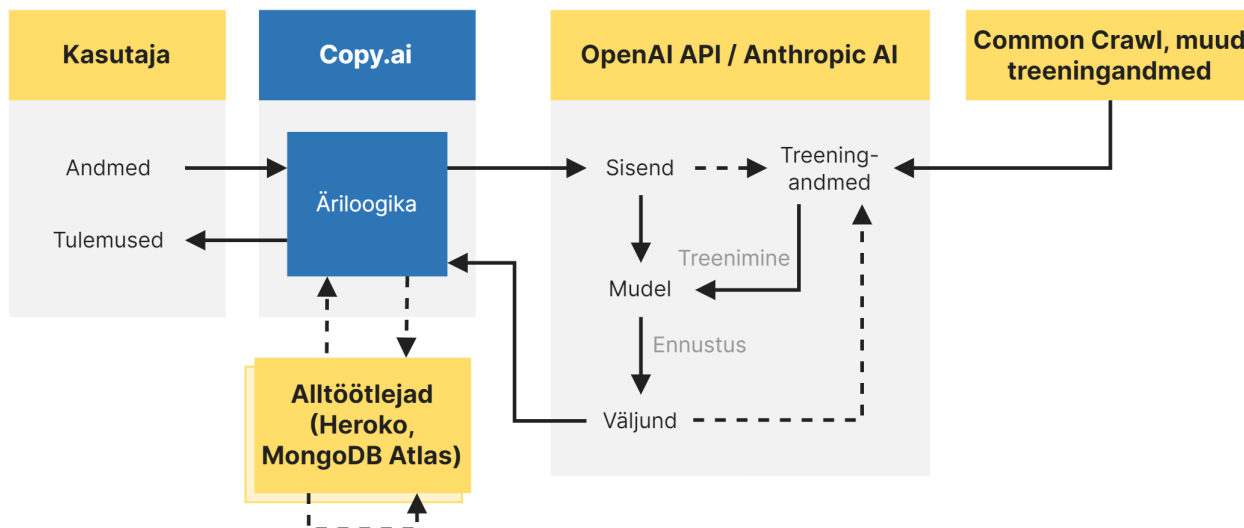 Kasutaja
Copy.ai
OpenAI API / Anthropic AI
Common Crawl, muud
treeningandmed
Andmed
Tulemused
Äriloogika
Sisend
Treening-
andmed
Treenimine
Mudel
Ennustus
Väljund
Alltöötlejad
(Heroko,
MongoDB Atlas)